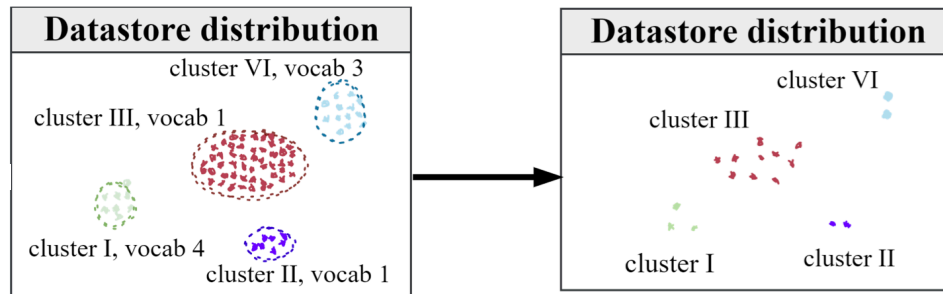 Datastore distribution
cluster VI, vocab 3
cluster III, vocab 1
cluster I, vocab 4
cluster II, vocab 1
Datastore distribution
cluster VI
cluster III
cluster I
cluster II